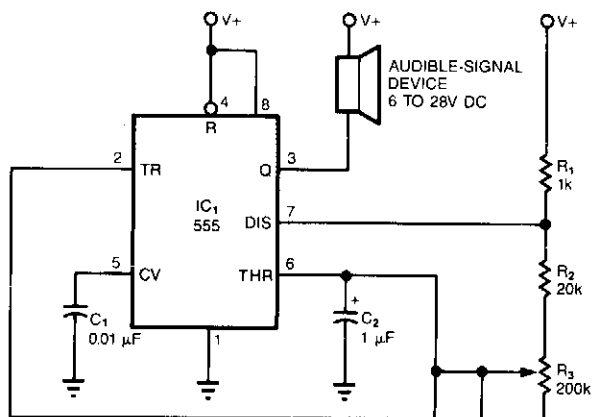 V+
V+
V+
AUDIBLE-SIGNAL
DEVICE
6 TO 28V DC
4
8
R
2
TR
Q
3
R1
1k
IC1
555
DIS
7
5
CV
THR
6
R2
20k
+
C1
0.01 µF
1
C2
1 µF
R3
200k